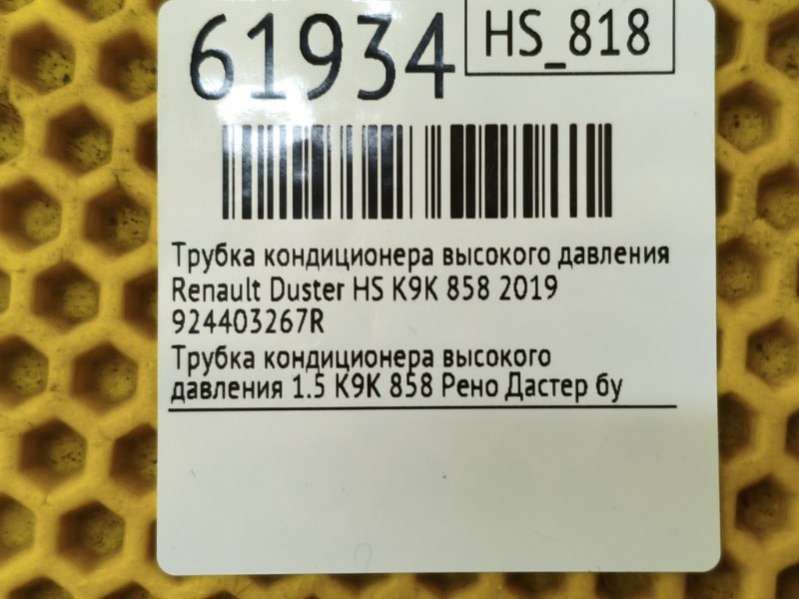 61934
HS_818
Трубка кондиционера высокого давления
Renault Duster HS K9K 858 2019
924403267R
Трубка кондиционера высокого
давления 1.5 K9K 858 Рено Дастер бу